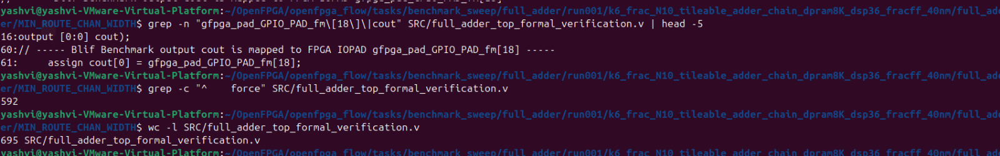 yashvi@yashvi-VMware-Virtual-Platform:~/OpenFPGA/openfpga_flow/tasks/benchmark_sweep/full_adder/run001/k6_frac_N10_tileable_adder_chain_dpram8K_dsp36_fracff_40nm/full_add
er/MIN_ROUTE_CHAN_WIDTH$ grep -n "gfpga_pad_GPIO_PAD_fm\[18\]\|cout" SRC/full_adder_top_formal_verification.v | head -5
16:output [0:0] cout);
60:// ----- Blif Benchmark output cout is mapped to FPGA IOPAD gfpga_pad_GPIO_PAD_fm[18] -----
61:     assign cout[0] = gfpga_pad_GPIO_PAD_fm[18];
yashvi@yashvi-VMware-Virtual-Platform:~/OpenFPGA/openfpga_flow/tasks/benchmark_sweep/full_adder/run001/k6_frac_N10_tileable_adder_chain_dpram8K_dsp36_fracff_40nm/full_add
er/MIN_ROUTE_CHAN_WIDTH$ grep -c "^    force" SRC/full_adder_top_formal_verification.v
592
yashvi@yashvi-VMware-Virtual-Platform:~/OpenFPGA/openfpga_flow/tasks/benchmark_sweep/full_adder/run001/k6_frac_N10_tileable_adder_chain_dpram8K_dsp36_fracff_40nm/full_add
er/MIN_ROUTE_CHAN_WIDTH$ wc -l SRC/full_adder_top_formal_verification.v
695 SRC/full_adder_top_formal_verification.v
yashvi@yashvi-VMware-Virtual-Platform:~/OpenFPGA/openfpga_flow/tasks/benchmark_sweep/full_adder/run001/k6_frac_N10_tileable_adder_chain_dpram8K_dsp36_fracff_40nm/full_add